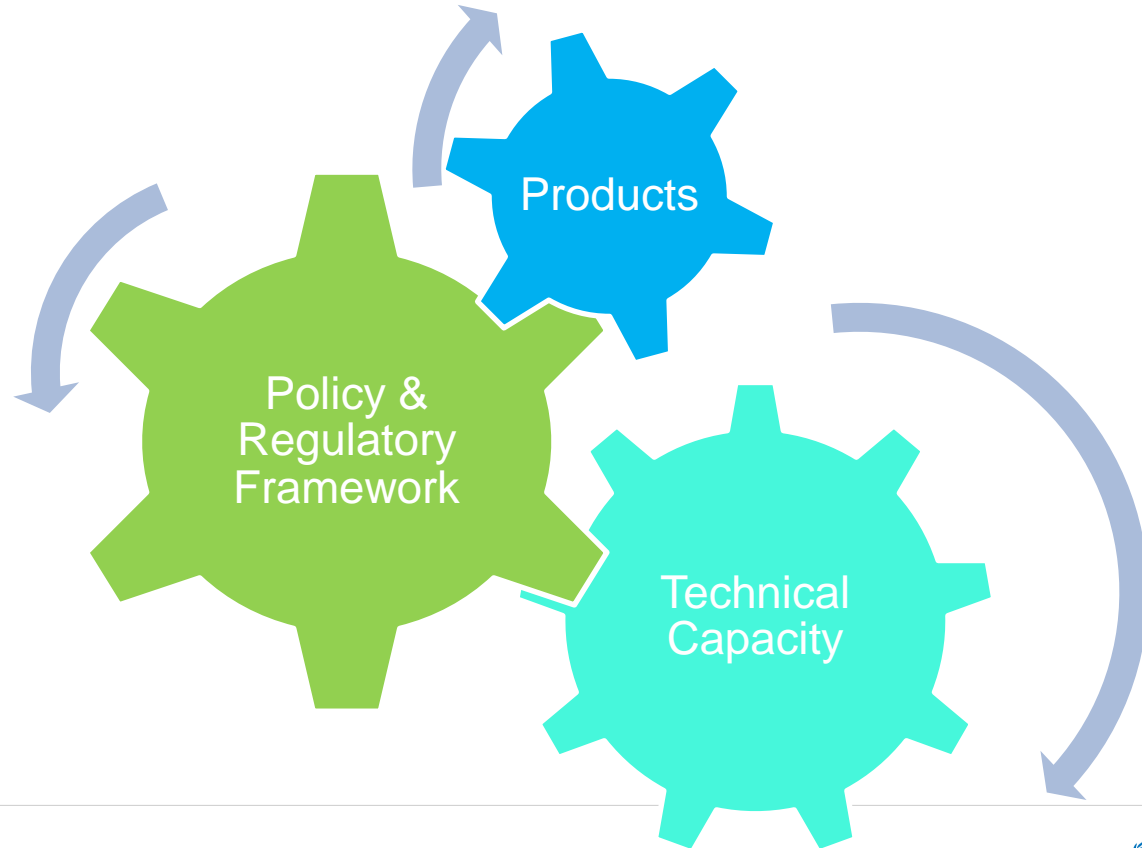 Products
Policy &
Regulatory
Framework
Technical
Capacity